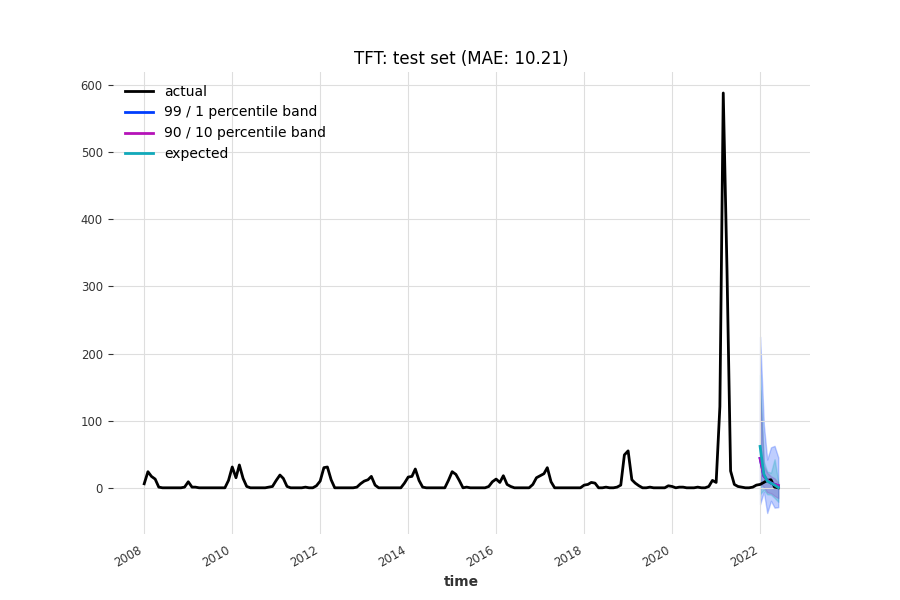 TFT: test set (MAE: 10.21)
actual
99 / 1 percentile band
90 / 10 percentile band
expected
600
500
400
300
200
100
0
2008
2010
2012
2014
2016
2018
2020
2022
time